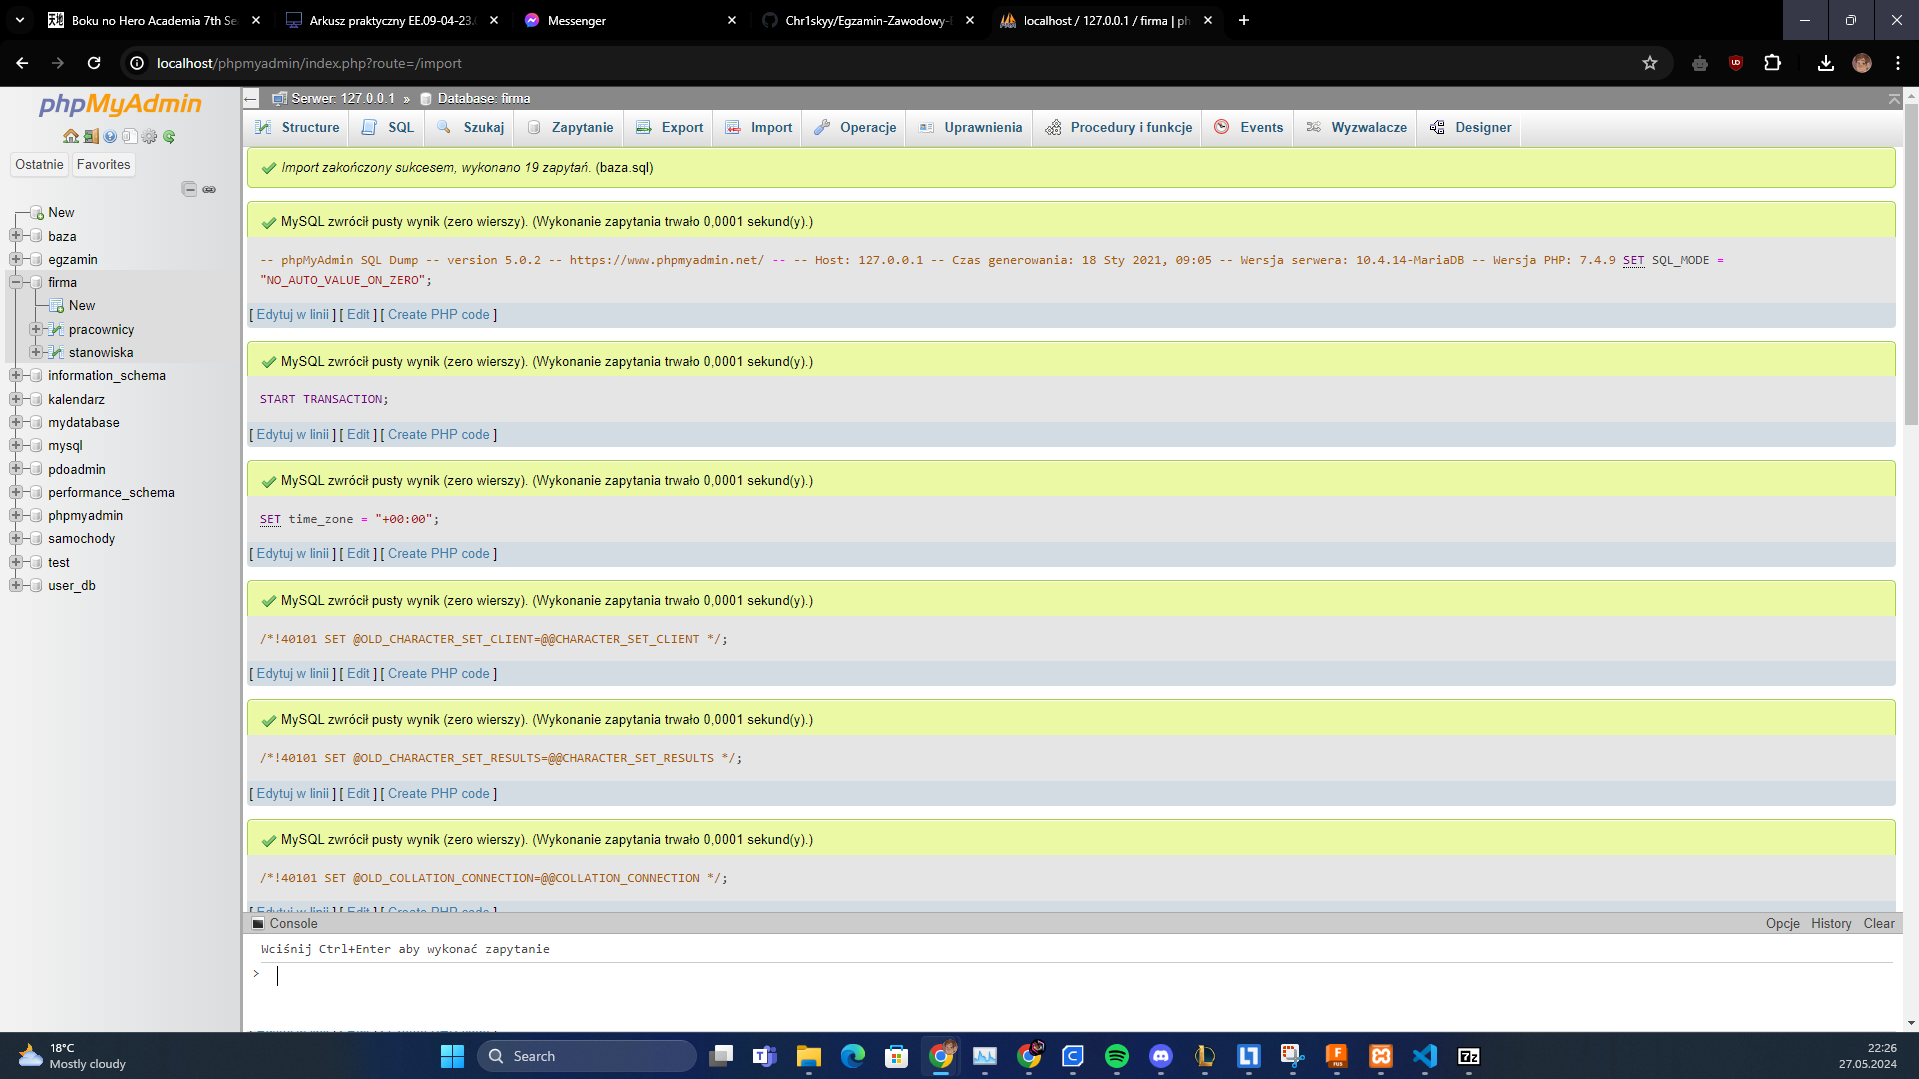 Boku no Hero Academia 7th Se
Arkusz praktyczny EE.09-04-23.0
Messenger
Chr1skyy/Egzamin-Zawodowy-E
localhost / 127.0.0.1 / firma | ph
localhost/phpmyadmin/index.php?route=/import
phpMyAdmin
Ostatnie
Favorites
New
baza
egzamin
firma
New
pracownicy
stanowiska
information_schema
kalendarz
mydatabase
mysql
pdoadmin
performance_schema
phpmyadmin
samochody
test
user_db
Serwer: 127.0.0.1 » Database: firma
Structure
SQL
Szukaj
Zapytania
Export
Import
Operacje
Uprawnienia
Procedury i funkcje
Events
Wyzwalacze
Designer
Import zakończony sukcesem, wykonano 19 zapytań. (baza.sql)
MySQL zwrócił pusty wynik (zero wierszy). (Wykonanie zapytania trwało 0,0001 sekund(y).)
-- phpMyAdmin SQL Dump -- version 5.0.2 -- https://www.phpmyadmin.net/ -- -- Host: 127.0.0.1 -- Czas generowania: 18 Sty 2021, 09:05 -- Wersja serwera: 10.4.14-MariaDB -- Wersja PHP: 7.4.9 SET SQL_MODE =
"NO_AUTO_VALUE_ON_ZERO";
[ Edytuj w linii ] [ Edit ] [ Create PHP code ]
MySQL zwrócił pusty wynik (zero wierszy). (Wykonanie zapytania trwało 0,0001 sekund(y).)
START TRANSACTION;
[ Edytuj w linii ] [ Edit ] [ Create PHP code ]
MySQL zwrócił pusty wynik (zero wierszy). (Wykonanie zapytania trwało 0,0001 sekund(y).)
SET time_zone = "+00:00";
[ Edytuj w linii ] [ Edit ] [ Create PHP code ]
MySQL zwrócił pusty wynik (zero wierszy). (Wykonanie zapytania trwało 0,0001 sekund(y).)
/*!40101 SET @OLD_CHARACTER_SET_CLIENT=@@CHARACTER_SET_CLIENT */;
[ Edytuj w linii ] [ Edit ] [ Create PHP code ]
MySQL zwrócił pusty wynik (zero wierszy). (Wykonanie zapytania trwało 0,0001 sekund(y).)
/*!40101 SET @OLD_CHARACTER_SET_RESULTS=@@CHARACTER_SET_RESULTS */;
[ Edytuj w linii ] [ Edit ] [ Create PHP code ]
MySQL zwrócił pusty wynik (zero wierszy). (Wykonanie zapytania trwało 0,0001 sekund(y).)
/*!40101 SET @OLD_COLLATION_CONNECTION=@@COLLATION_CONNECTION */;
[ Edytuj w linii ] [ Edit ] [ Create PHP code ]
Console
Opcje
History
Clear
Wciśnij Ctrl+Enter aby wykonać zapytanie
>
18°C
Mostly cloudy
Search
22:26
27.05.2024